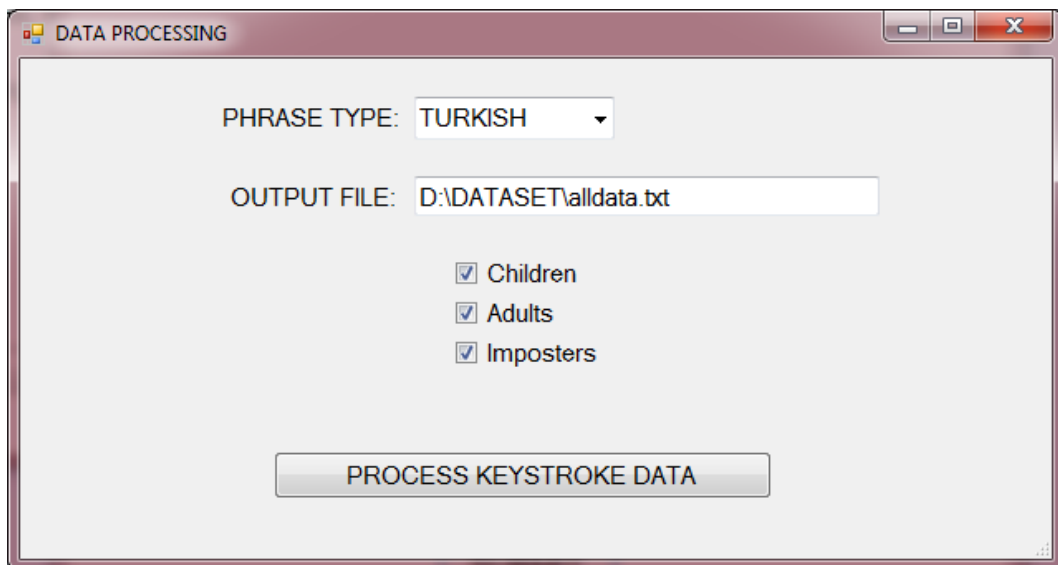 DATA PROCESSING
PHRASE TYPE: TURKISH
OUTPUT FILE: D:\DATASET\alldata.txt
Children
Adults
Imposters
PROCESS KEYSTROKE DATA